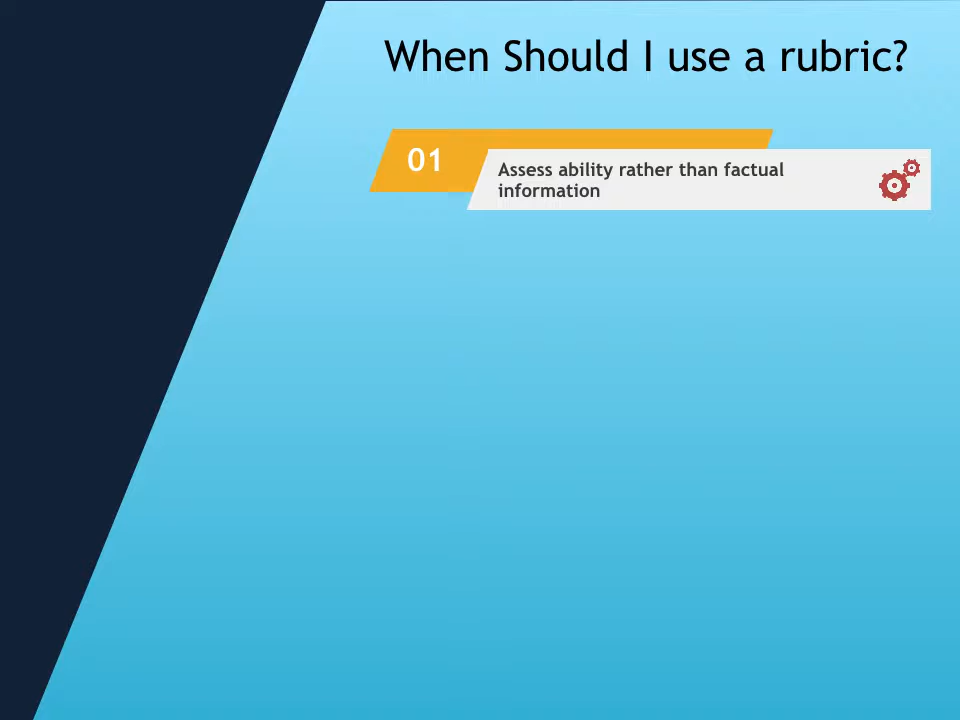 When Should I use a rubric?
01
Assess ability rather than factual
information